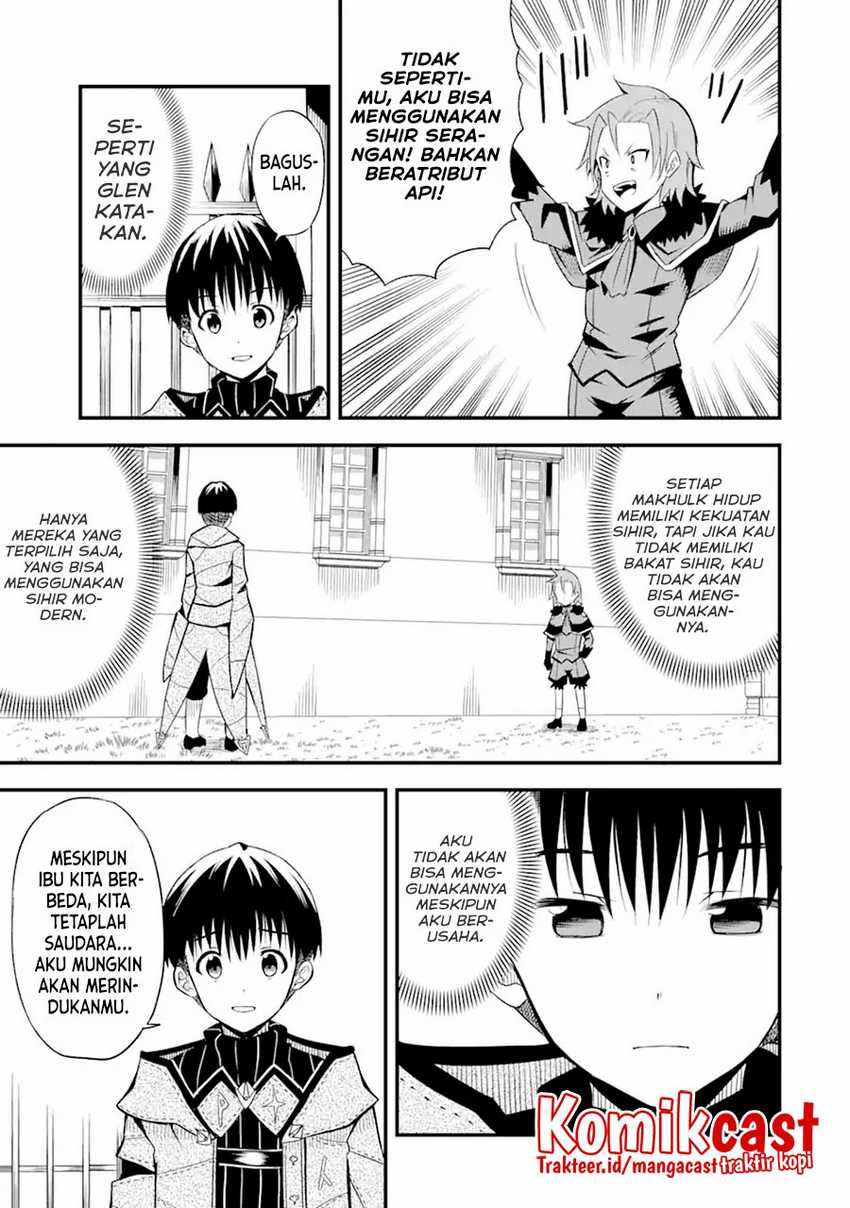 TIDAK
SEPERTI-
MU, AKU BISA
MENGGUNAKAN
SIHIR SERA-
NGAN! BAHKAN
BERATRIBUT
API!
BAGUS-
LAH.
SE-
PERTI
YANG
GLEN
KATA-
KAN.
SETIAP
MAKHULK HIDUP
MEMILIKI KEKUATAN
SIHIR, TAPI JIKA KAU
TIDAK MEMILIKI
BAKAT SIHIR, KAU
TIDAK AKAN
BISA MENG-
GUNAKAN-
NYA.
HANYA
MEREKA YANG
TERPILIH SAJA,
YANG BISA
MENGGUNAKAN
SIHIR MO-
DERN.
AKU
TIDAK AKAN
BISA MENG-
GUNAKANNYA
MESKIPUN
AKU BER-
USAHA.
MESKIPUN
IBU KITA BER-
BEDA, KITA
TETAPLAH
SAUDARA...
AKU MUNGKIN
AKAN MERIN-
DUKANMU.
Komikcast
Trakteer.id/mangacast traktir kopi